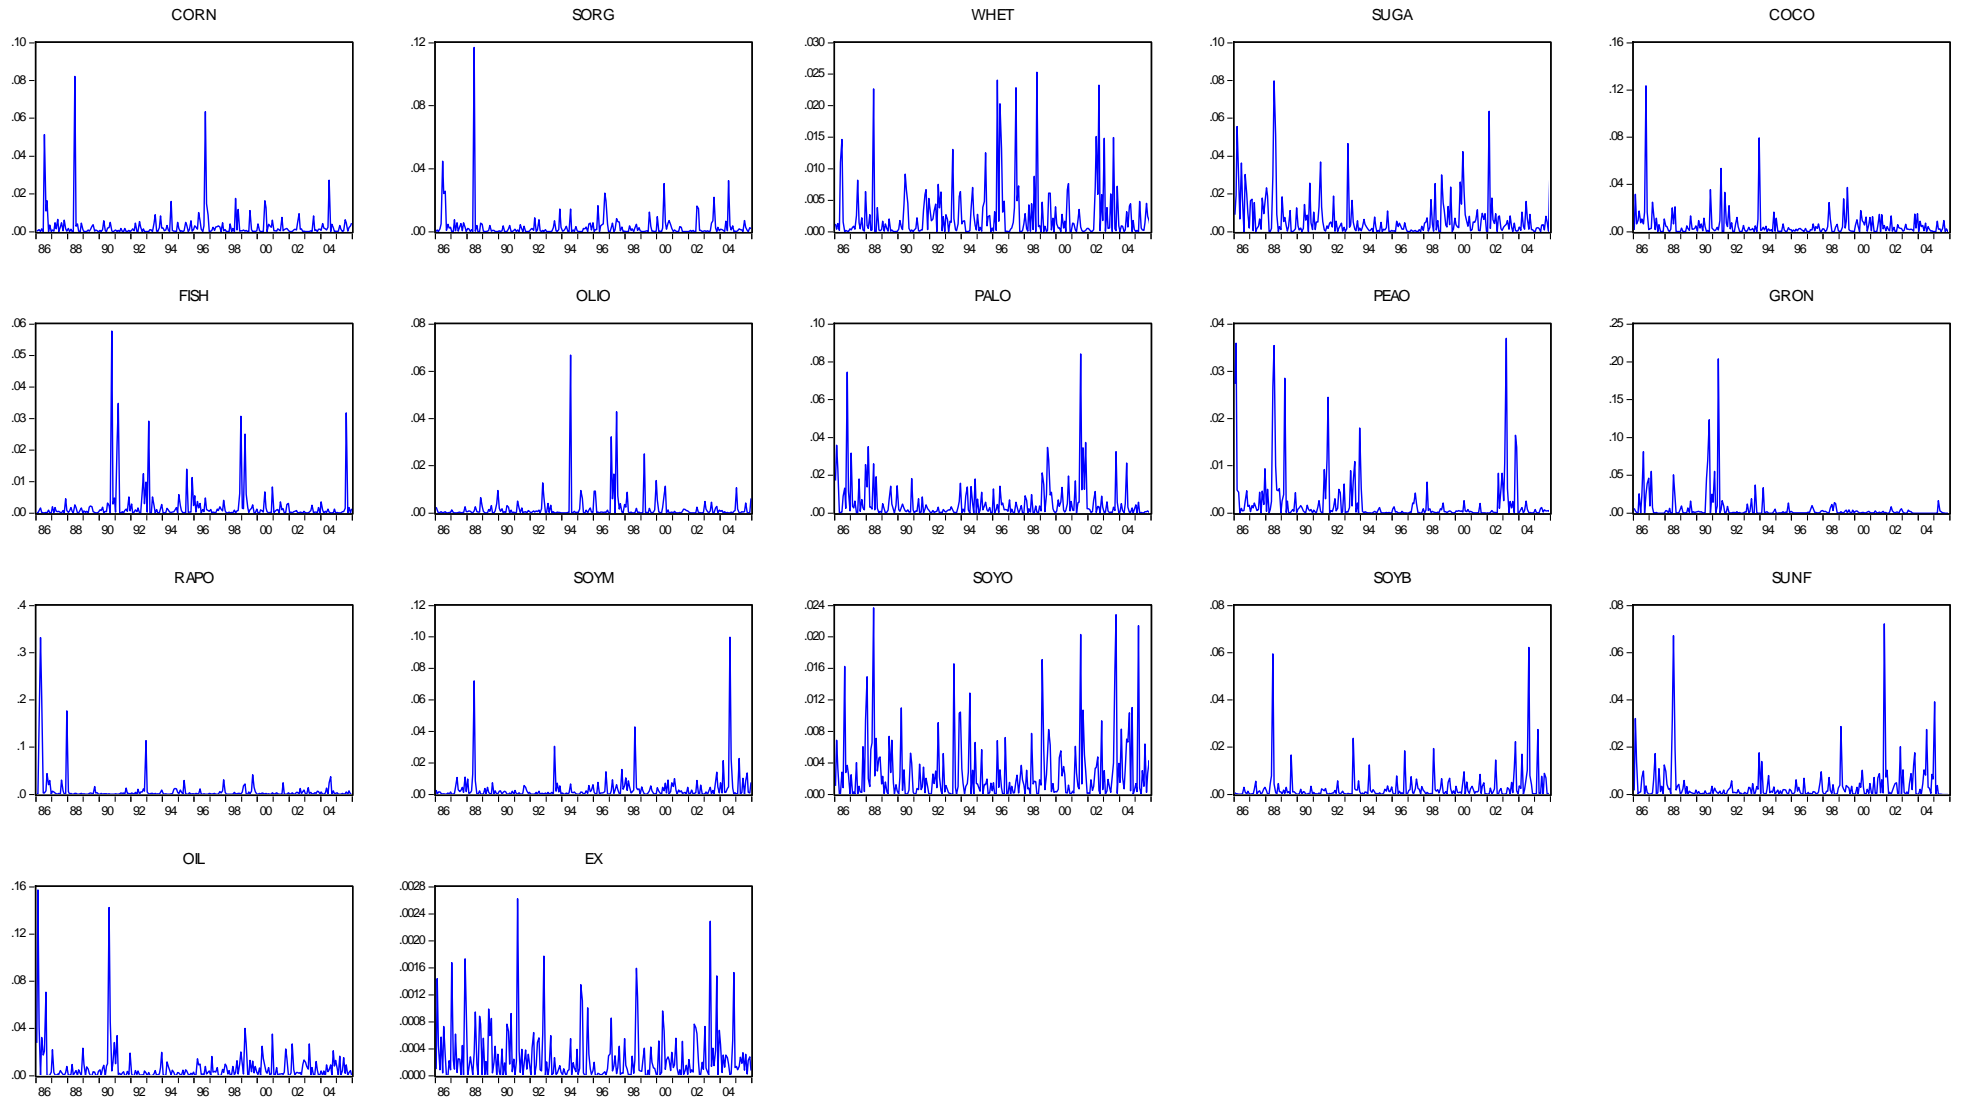 CORN SORG WHET SUGA COCO
.10 .12 .030 .10 .16
.025
.08 .08 .08 .12
.020
.06 .06
.015 .08
.04 .04 .04
.010
.04
.02 .005 .02
.00 .00 .000 .00 .00
86 88 90 92 94 96 98 00 02 04 86 88 90 92 94 96 98 00 02 04 86 88 90 92 94 96 98 00 02 04 86 88 90 92 94 96 98 00 02 04 86 88 90 92 94 96 98 00 02 04
FISH OLIO PALO PEAO GRON
.06 .08 .10 .04 .25
.05 .08 .20
.06 .03
.04
.06 .15
.03 .04 .02
.04 .10
.02
.02 .01
.01 .02 .05
.00 .00 .00 .00 .00
86 88 90 92 94 96 98 00 02 04 86 88 90 92 94 96 98 00 02 04 86 88 90 92 94 96 98 00 02 04 86 88 90 92 94 96 98 00 02 04 86 88 90 92 94 96 98 00 02 04
RAPO SOYM SOYO SOYB SUNF
.4 .12 .024 .08 .08
.10 .020
.3 .06 .06
.08 .016
.2 .06 .012 .04 .04
.04 .008
.1 .02 .02
.02 .004
.0 .00 .000 .00 .00
86 88 90 92 94 96 98 00 02 04 86 88 90 92 94 96 98 00 02 04 86 88 90 92 94 96 98 00 02 04 86 88 90 92 94 96 98 00 02 04 86 88 90 92 94 96 98 00 02 04
OIL EX
.16 .0028
.0024
.12
.0020
.0016
.08
.0012
.0008
.04
.0004
.00 .0000
86 88 90 92 94 96 98 00 02 04 86 88 90 92 94 96 98 00 02 04